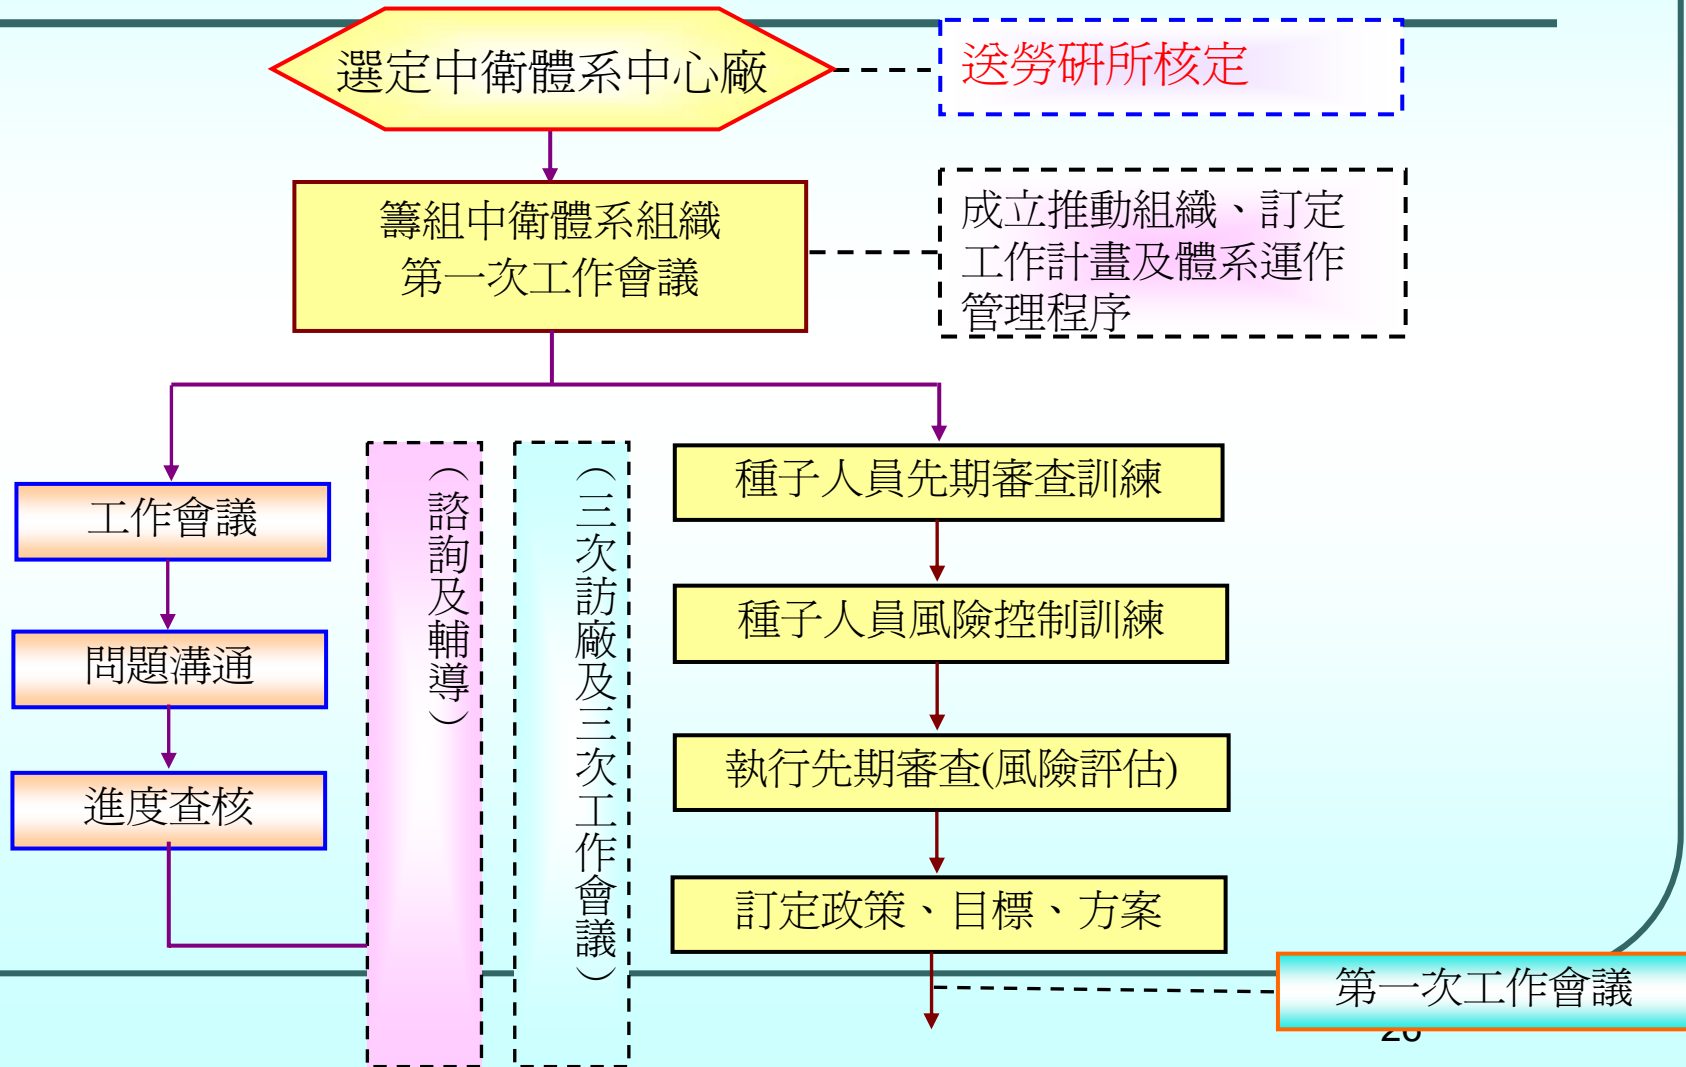 選定中衛體系中心廠
送勞研所核定
籌組中衛體系組織
第一次工作會議
成立推動組織、訂定
工作計畫及體系運作
管理程序
工作會議
問題溝通
進度查核
（諮詢及輔導）
（三次訪廠及三次工作會議）
種子人員先期審查訓練
種子人員風險控制訓練
執行先期審查(風險評估)
訂定政策、目標、方案
第一次工作會議